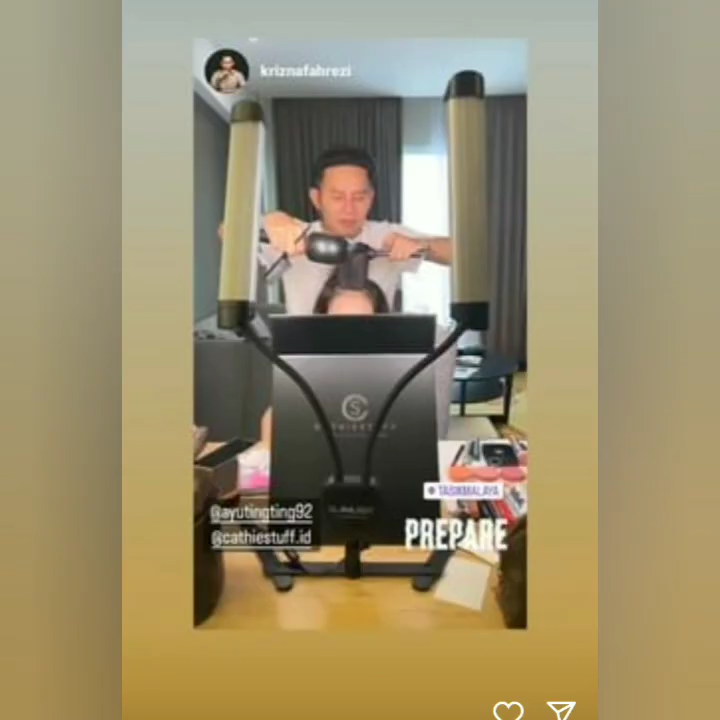 kriznafahrezi
TASIKMALAYA
@ayutingting92
@cathiestuff.id
PREPARE